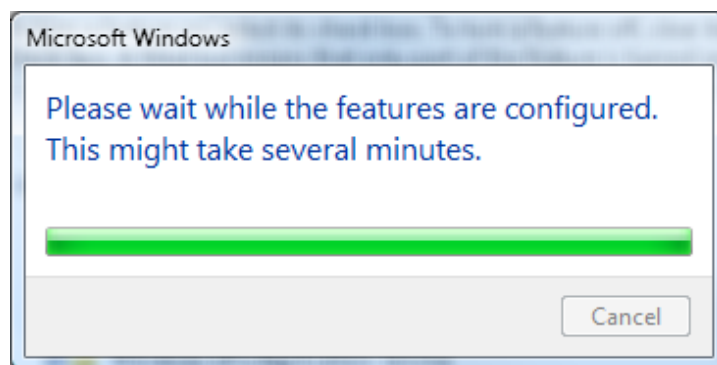 Microsoft Windows
Please wait while the features are configured.
This might take several minutes.
Cancel